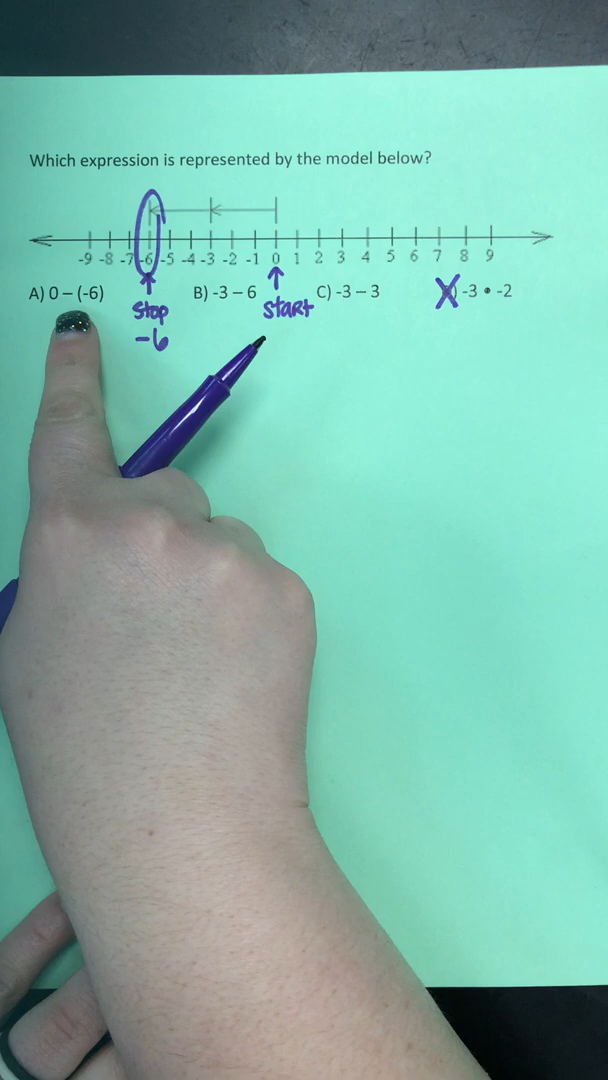 Which expression is represented by the model below?
-9 -8 -7 -6 -5 -4 -3 -2 -1 0 1 2 3 4 5 6 7 8 9
A) 0 – (-6) B) -3 – 6 C) -3 – 3 X) -3 • -2
Stop
-6
Start